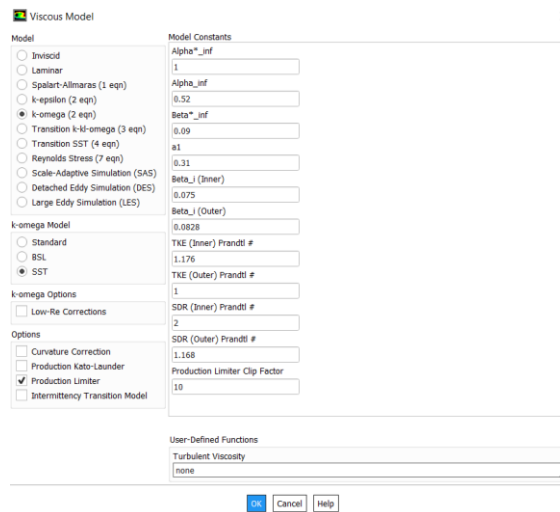 Viscous Model
Model
Inviscid
Laminar
Spalart-Allmaras (1 eqn)
k-epsilon (2 eqn)
k-omega (2 eqn)
Transition k-kl-omega (3 eqn)
Transition SST (4 eqn)
Reynolds Stress (7 eqn)
Scale-Adaptive Simulation (SAS)
Detached Eddy Simulation (DES)
Large Eddy Simulation (LES)
k-omega Model
Standard
BSL
SST
k-omega Options
Low-Re Corrections
Options
Curvature Correction
Production Kato-Launder
Production Limiter
Intermittency Transition Model
Model Constants
Alpha*_inf
1
Alpha_inf
0.52
Beta*_inf
0.09
a1
0.31
Beta_i (Inner)
0.075
Beta_i (Outer)
0.0828
TKE (Inner) Prandtl #
1.176
TKE (Outer) Prandtl #
1
SDR (Inner) Prandtl #
2
SDR (Outer) Prandtl #
1.168
Production Limiter Clip Factor
10
User-Defined Functions
Turbulent Viscosity
none
OK Cancel Help